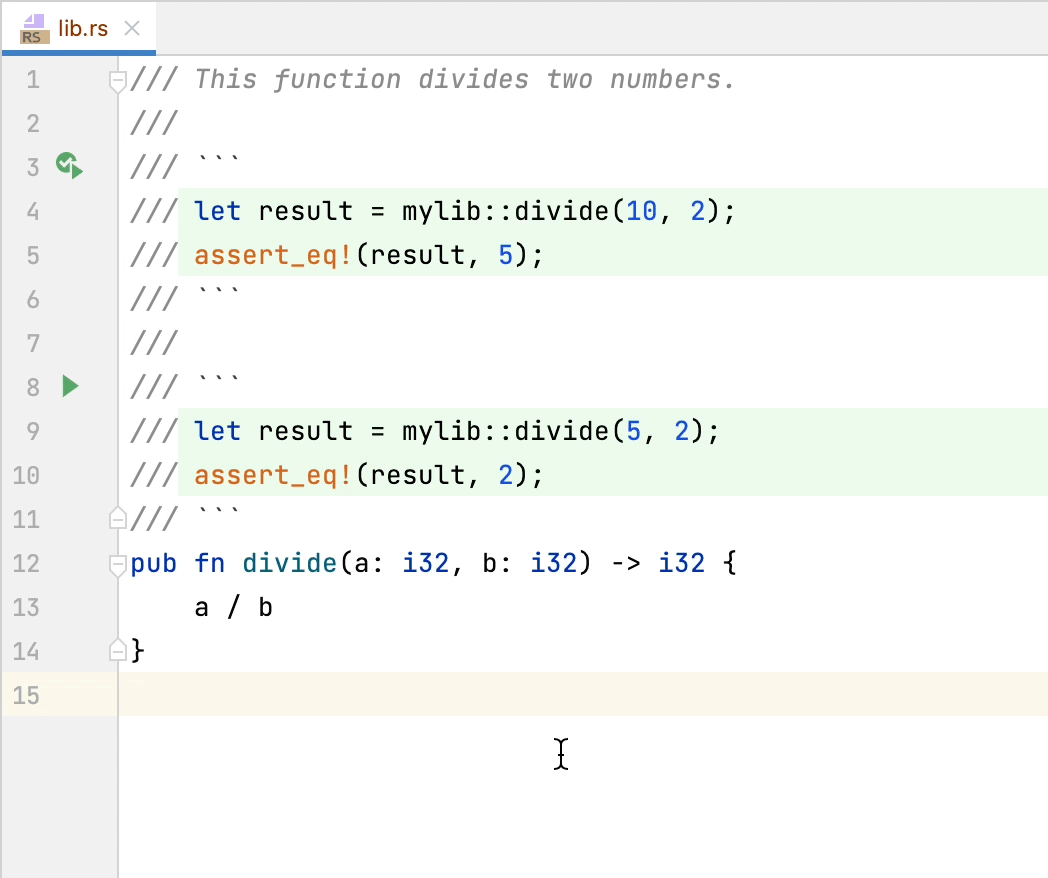 RS lib.rs
1 /// This function divides two numbers.
2 ///
3 /// ```
4 /// let result = mylib::divide(10, 2);
5 /// assert_eq!(result, 5);
6 /// ```
7 ///
8 /// ```
9 /// let result = mylib::divide(5, 2);
10 /// assert_eq!(result, 2);
11 /// ```
12 pub fn divide(a: i32, b: i32) -> i32 {
13     a / b
14 }
15